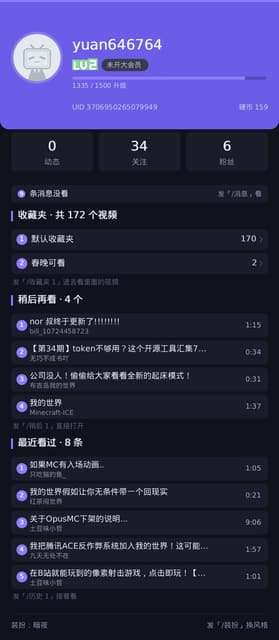 yuan646764
LV2 未开大会员
1335 / 1500 升级
UID 3706950265079949 硬币 159
0 34 6
动态 关注 粉丝
9 条消息没看 发「/消息」看
收藏夹 · 共 172 个视频
1 默认收藏夹 170 ›
2 春晚可看 2 ›
发「/收藏夹 1」进去看里面的视频
稍后再看 · 4 个
1 nor 叔终于更新了!!!!!!!! 1:15
bili_10724458723
2 【第34期】token不够用？这个开源工具汇集7… 0:34
无巧不成书吖
3 公司没人！偷偷给大家看看全新的起床模式！ 0:31
布吉岛我的世界
4 我的世界 1:37
Minecraft-ICE
发「/稍后 1」直接打开
最近看过 · 8 条
1 如果MC有入场动画.. 1:05
只吃猫的鱼_
2 我的世界假如让你无条件带一个回现实 0:21
红茶闯世界
3 关于OpusMC下架的说明… 9:06
土豆味小哲
4 我把腾讯ACE反作弊系统加入我的世界！这可能… 1:57
九天无处不在
5 在B站就能玩到的像素射击游戏，点击即玩！【… 1:01
土豆味小哲
发「/历史 1」接着看
装扮：暗夜 发「/装扮」换风格